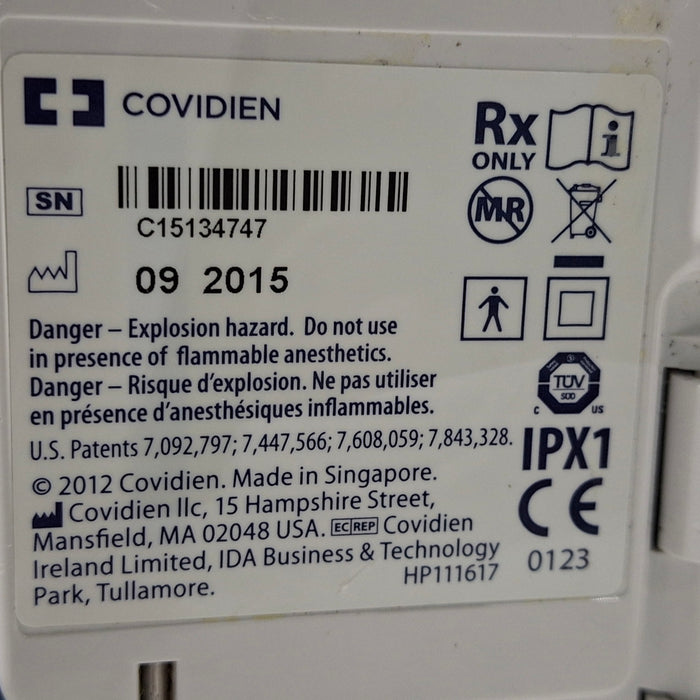 COVIDIEN
Rx
ONLY
i
SN
C15134747
MR
09 2015
Danger – Explosion hazard. Do not use
in presence of flammable anesthetics.
Danger – Risque d'explosion. Ne pas utiliser
en présence d'anesthésiques inflammables.
TÜV
SÜD
C US
U.S. Patents 7,092,797; 7,447,566; 7,608,059; 7,843,328.
IPX1
© 2012 Covidien. Made in Singapore.
Covidien llc, 15 Hampshire Street,
Mansfield, MA 02048 USA. EC REP Covidien
Ireland Limited, IDA Business & Technology
Park, Tullamore.
HP111617
CE
0123